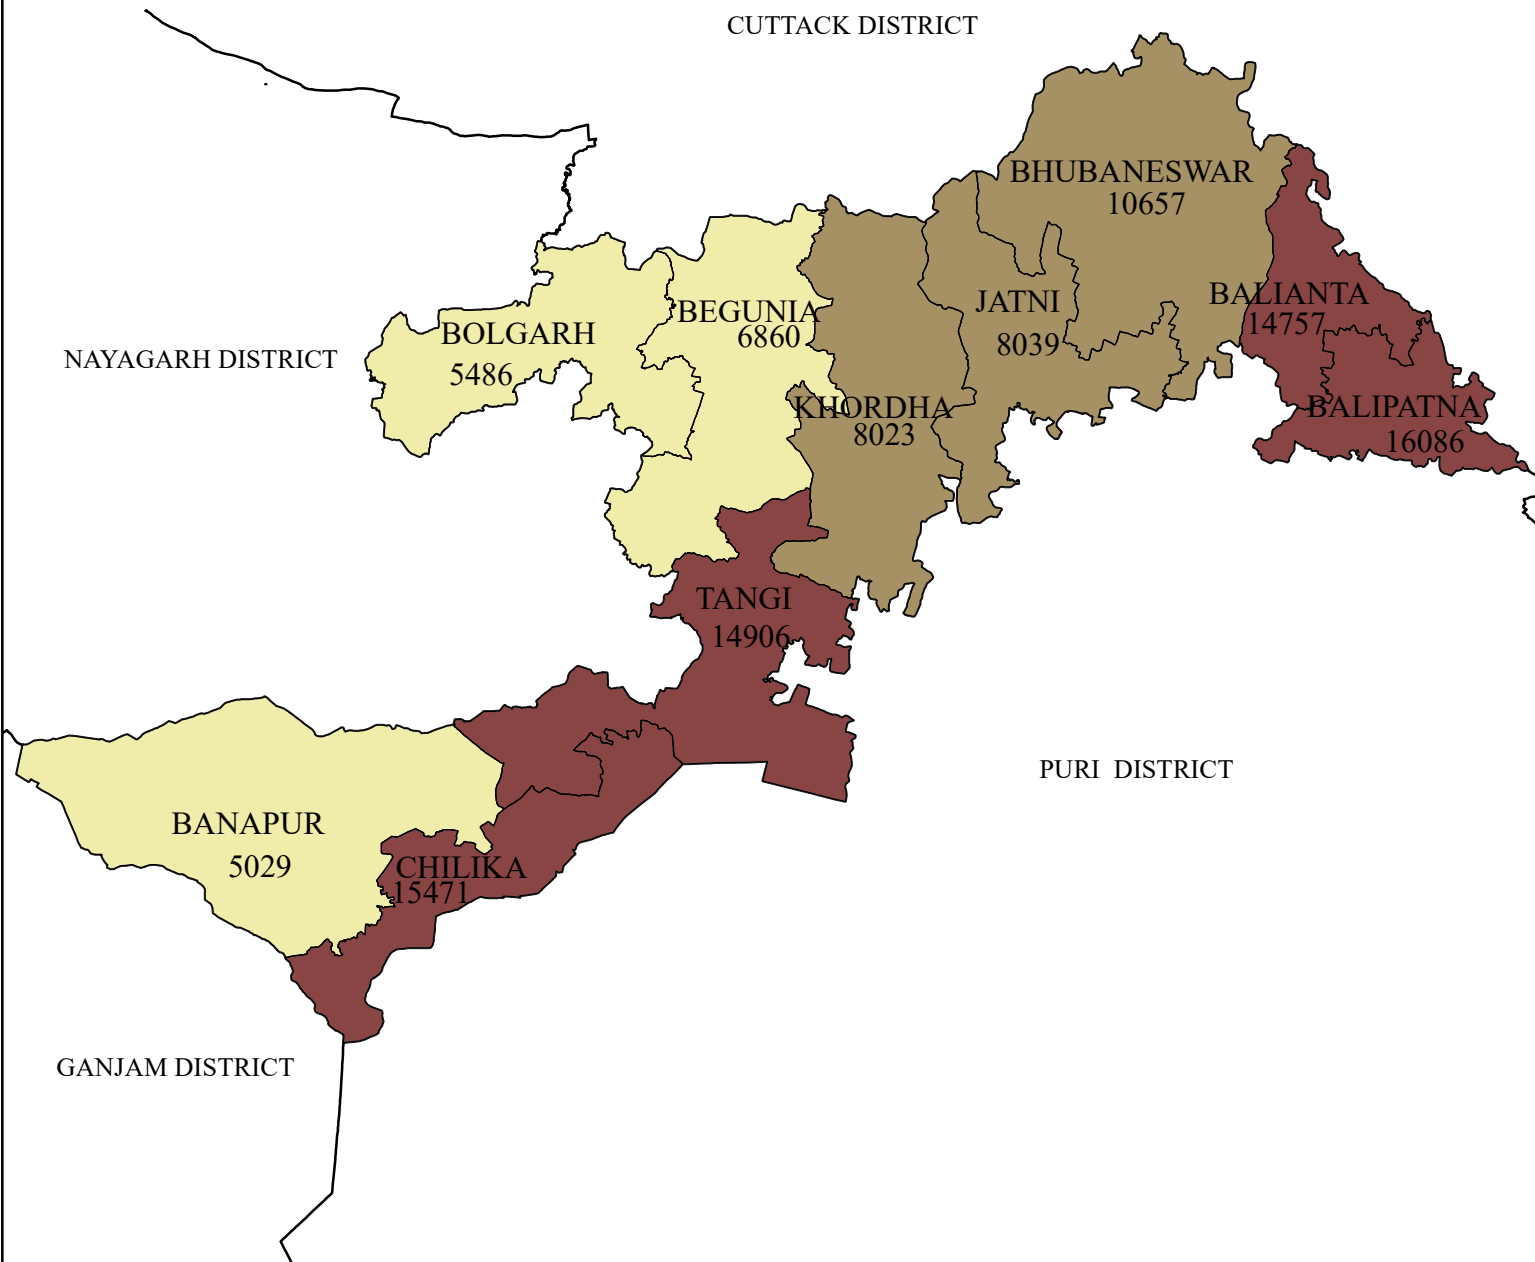 CUTTACK DISTRICT
BHUBANESWAR
10657
BALIANTA
14757
JATNI
8039
BEGUNIA
6860
BOLGARH
5486
NAYAGARH DISTRICT
KHORDHA
8023
BALIPATNA
16086
TANGI
14906
PURI DISTRICT
BANAPUR
5029
CHILIKA
15471
GANJAM DISTRICT